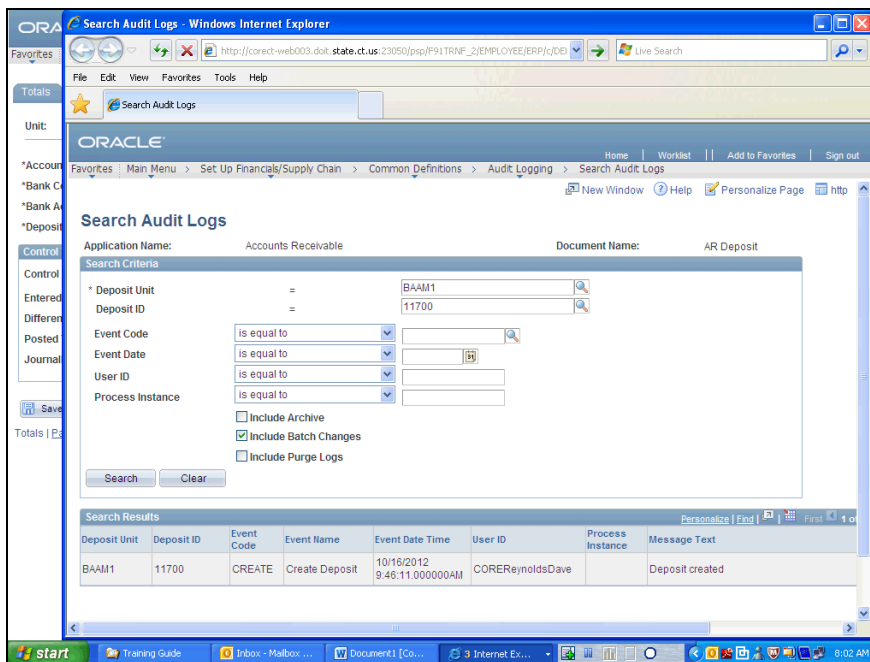 ORA
Search Audit Logs - Windows Internet Explorer
http://corect-web003.doit.state.ct.us:23050/psp/F91TRNF_2/EMPLOYEE/ERP/c/DEI
Live Search
Favorites
File Edit View Favorites Tools Help
Totals
Search Audit Logs
Unit:
ORACLE
Home | Worklist || Add to Favorites | Sign out
*Accoun
Favorites Main Menu > Set Up Financials/Supply Chain > Common Definitions > Audit Logging > Search Audit Logs
*Bank C
New Window Help Personalize Page http
*Bank A
*Deposit
Search Audit Logs
Control
Application Name: Accounts Receivable Document Name: AR Deposit
Search Criteria
Control
* Deposit Unit = BAAM1
Entered
Deposit ID = 11700
Differen
Event Code is equal to
Posted
Event Date is equal to 31
Journal
User ID is equal to
Process Instance is equal to
Save
Include Archive
Totals | Pa
Include Batch Changes
Include Purge Logs
Search Clear
Search Results Personalize | Find | First 1 of
Deposit Unit Deposit ID Event Code Event Name Event Date Time User ID Process Instance Message Text
BAAM1 11700 CREATE Create Deposit 10/16/2012 9:46:11.000000AM COREReynoldsDave Deposit created
start Training Guide Inbox - Mailbox ... Document1 [Co... 3 Internet Ex... 8:02 AM